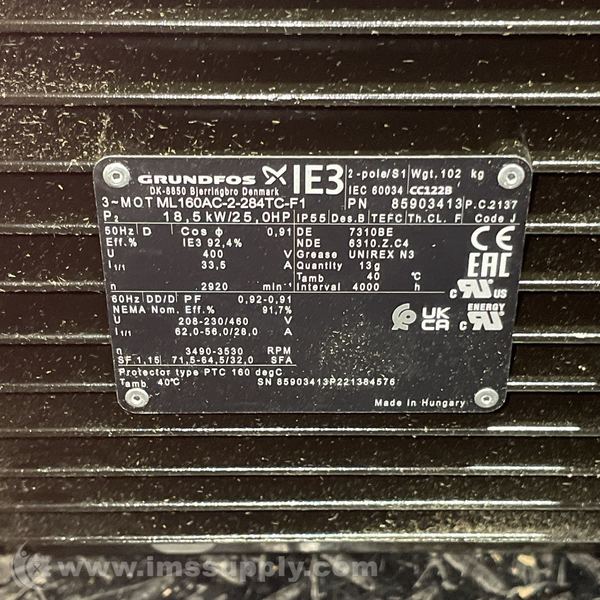 GRUNDFOS X IE3 2-pole/S1 Wgt. 102 kg
DK-8850 Bjerringbro Denmark IEC 60034 CC122B
3~MOT ML160AC-2-284TC-F1 PN 85903413 P.C.2137
P2 18,5kW/25,0HP IP55 Des.B TEFC Th.CL. F Code J
50Hz D Cos φ 0,91 DE 7310BE CE
Eff.% IE3 92,4% NDE 6310.Z.C4
U 400 V Grease UNIREX N3 EAC
I1/1 33,5 A Quantity 13g
Tamb 40 °C
n 2920 min⁻¹ Interval 4000 h c UR US
60Hz DD/D PF 0,92-0,91 ENERGY
NEMA Nom. Eff.% 91,7% UK CA c UR
U 208-230/460 V
I1/1 62,0-56,0/28,0 A
n 3490-3530 RPM
SF 1,15 71,5-64,5/32,0 SFA
Protector type PTC 160 degC
Tamb. 40°C SN 85903413P221384576
Made in Hungary
© www.imssupply.com